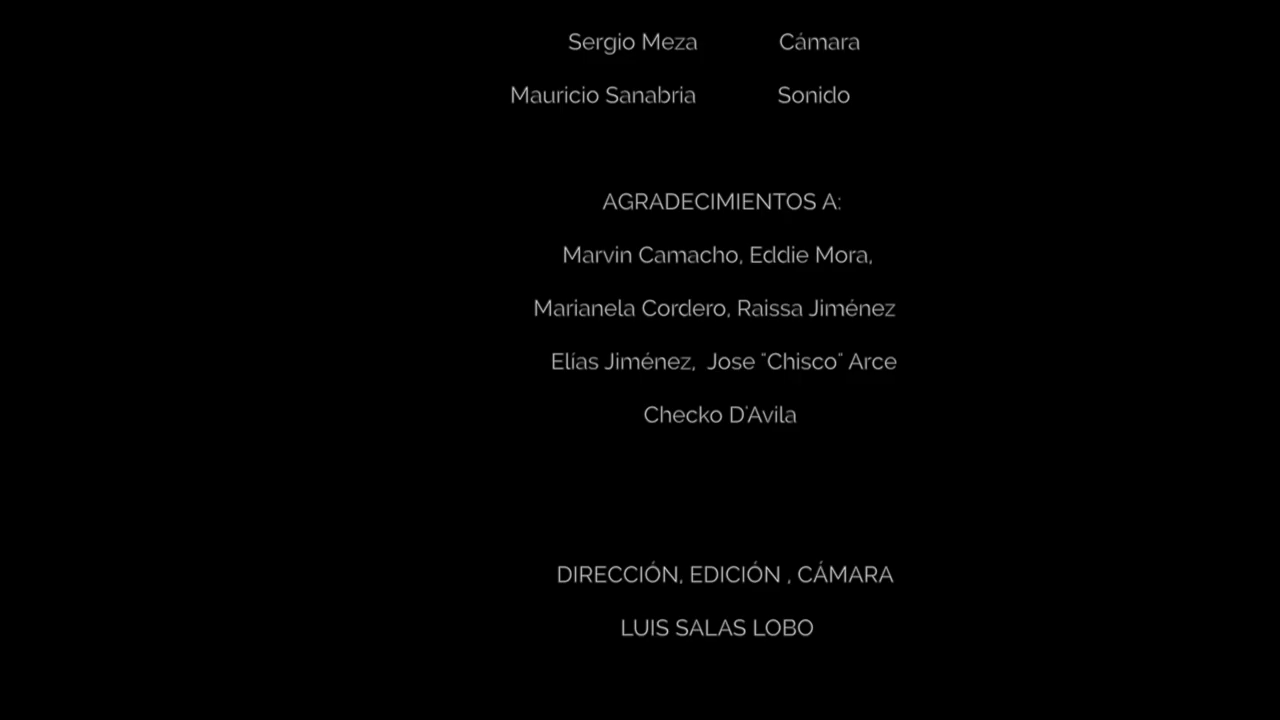 Sergio Meza Cámara
Mauricio Sanabria Sonido
AGRADECIMIENTOS A:
Marvin Camacho, Eddie Mora,
Marianela Cordero, Raissa Jiménez
Elías Jiménez, Jose "Chisco" Arce
Checko D'Avila
DIRECCIÓN, EDICIÓN , CÁMARA
LUIS SALAS LOBO